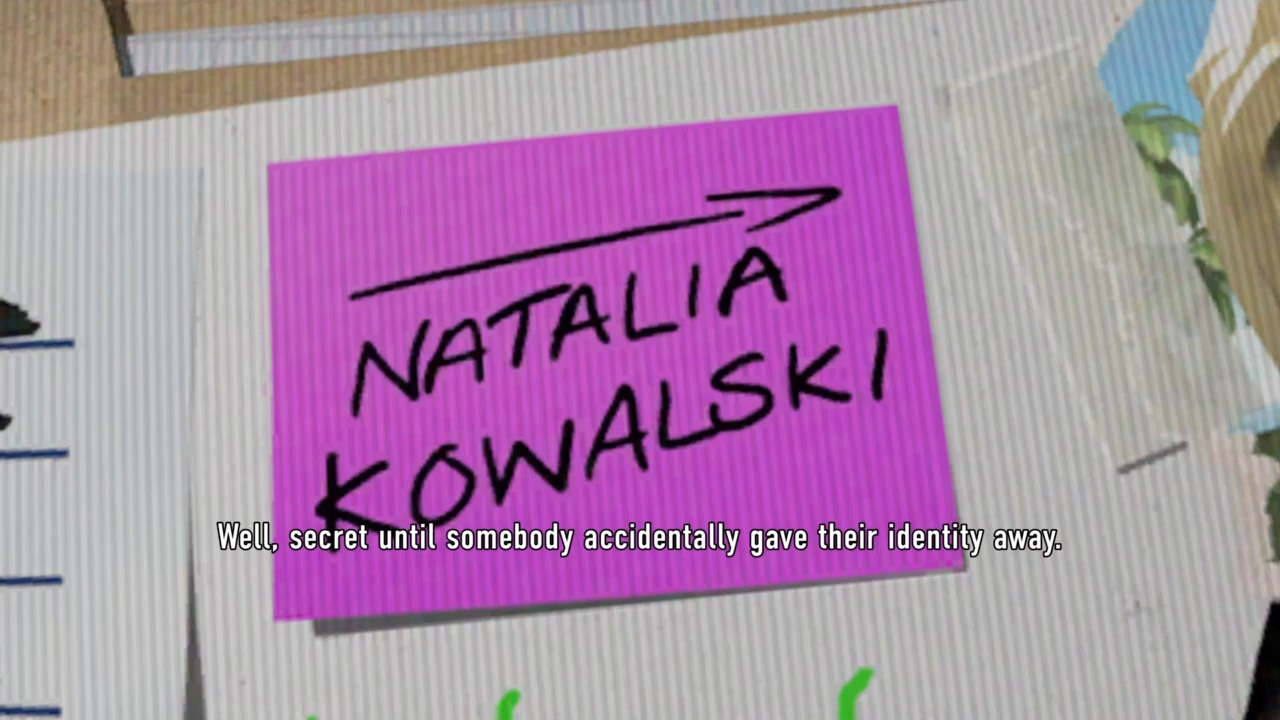 NATALIA
KOWALSKI
Well, secret until somebody accidentally gave their identity away.